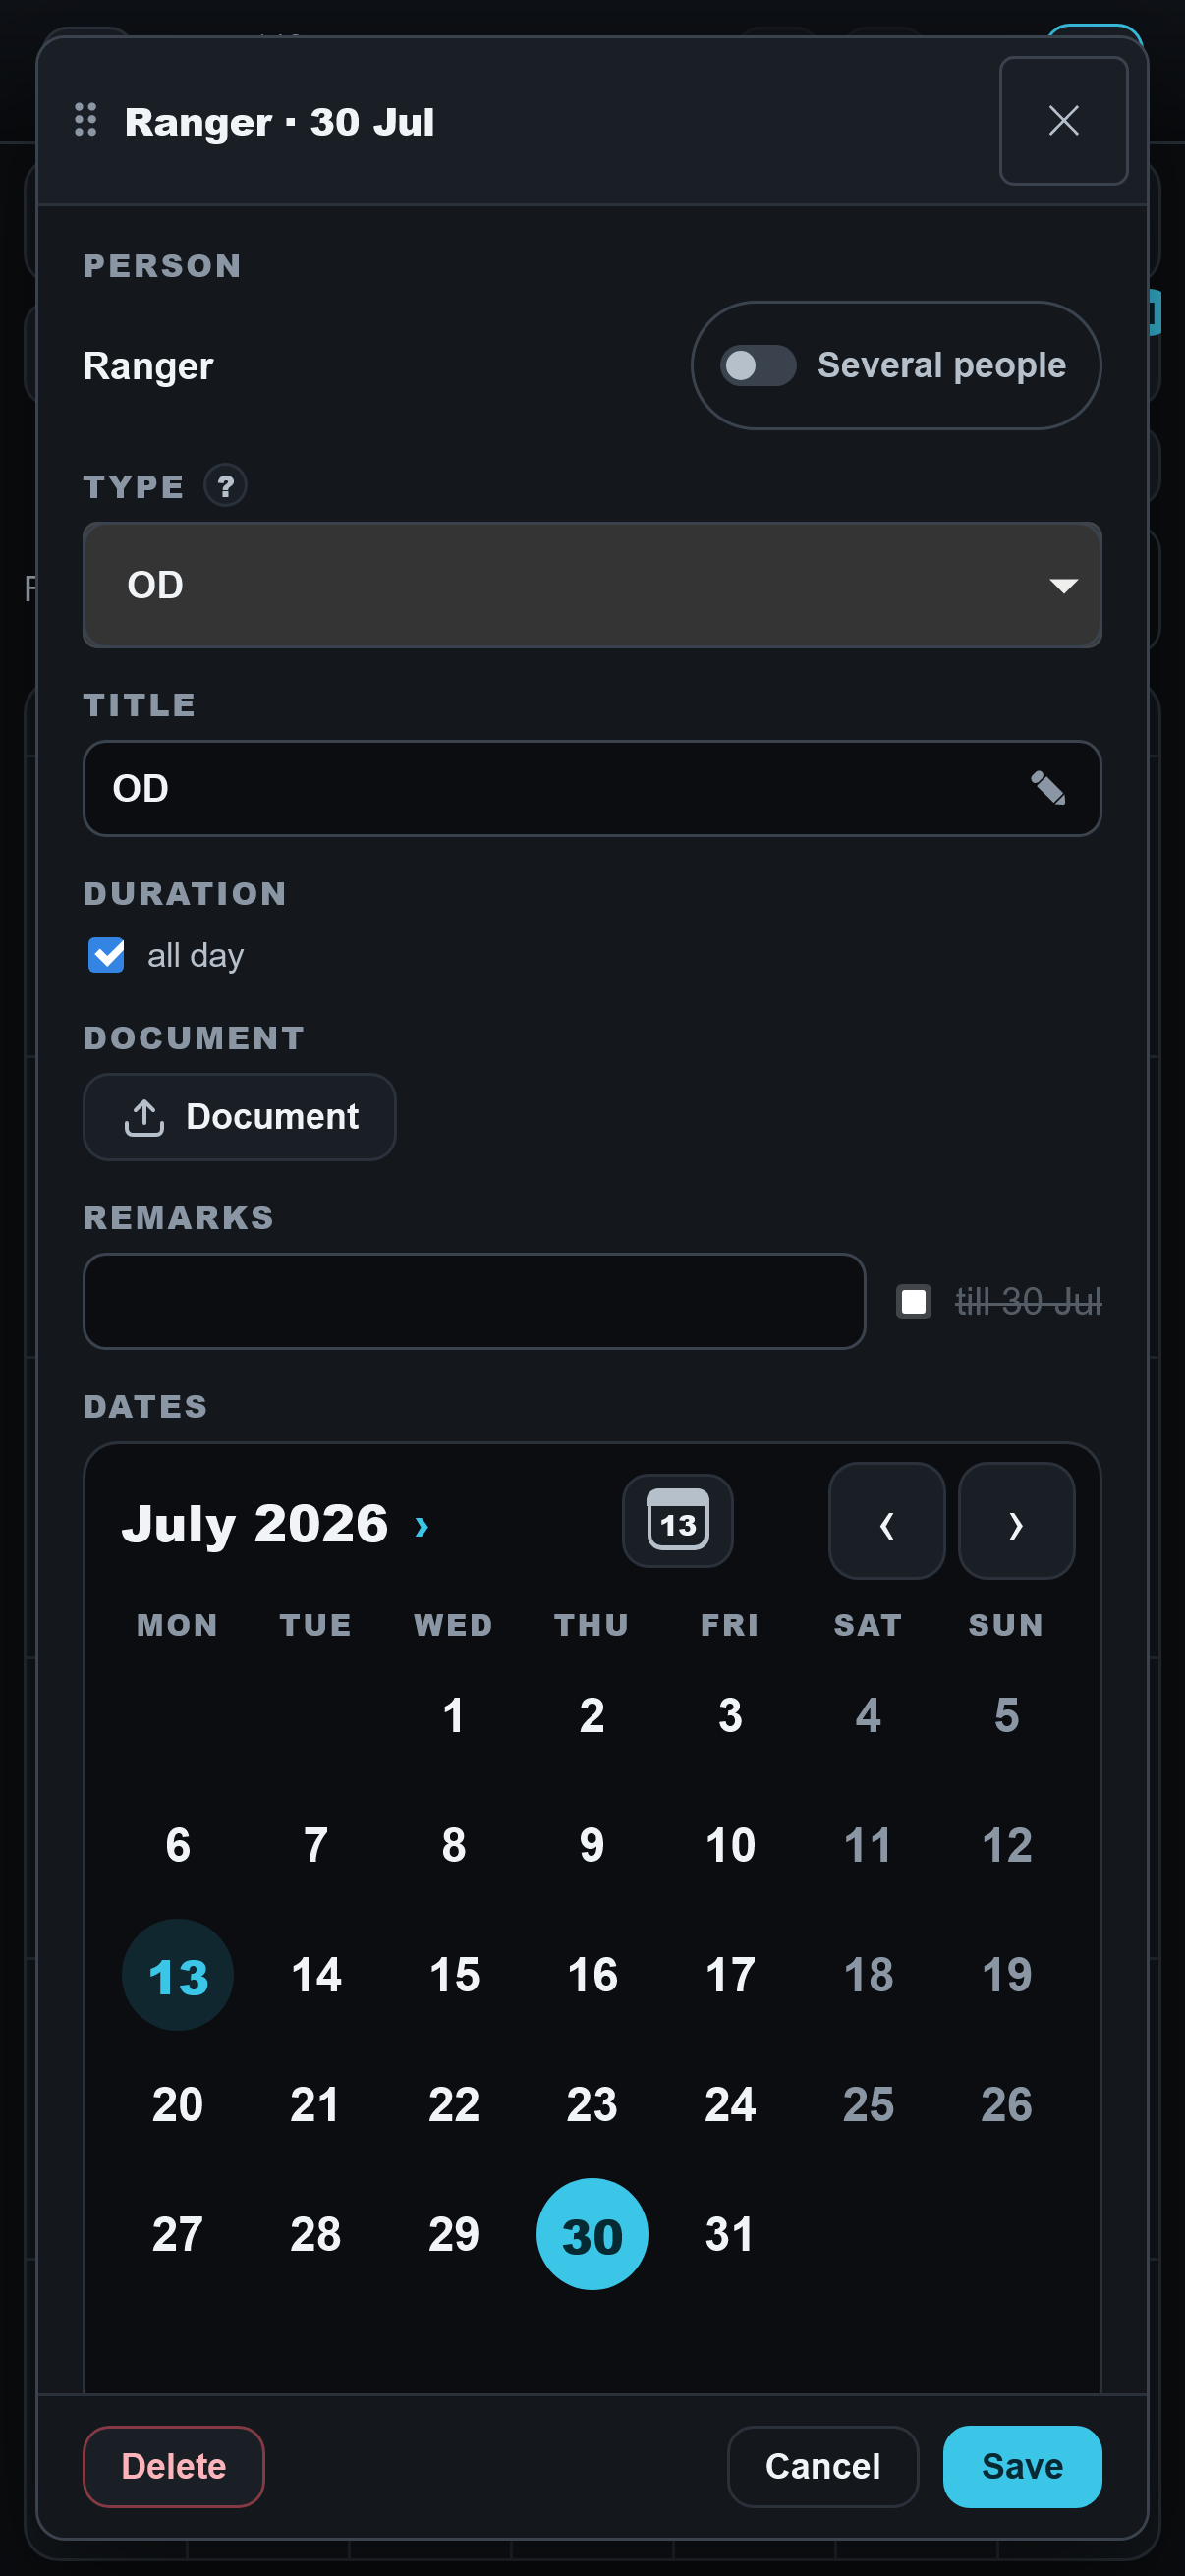 Ranger · 30 Jul
PERSON
Ranger
Several people
TYPE ?
OD
TITLE
OD
DURATION
all day
DOCUMENT
Document
REMARKS
till 30 Jul
DATES
July 2026 ›
13
‹ ›
MON TUE WED THU FRI SAT SUN
1 2 3 4 5
6 7 8 9 10 11 12
13 14 15 16 17 18 19
20 21 22 23 24 25 26
27 28 29 30 31
Delete Cancel Save